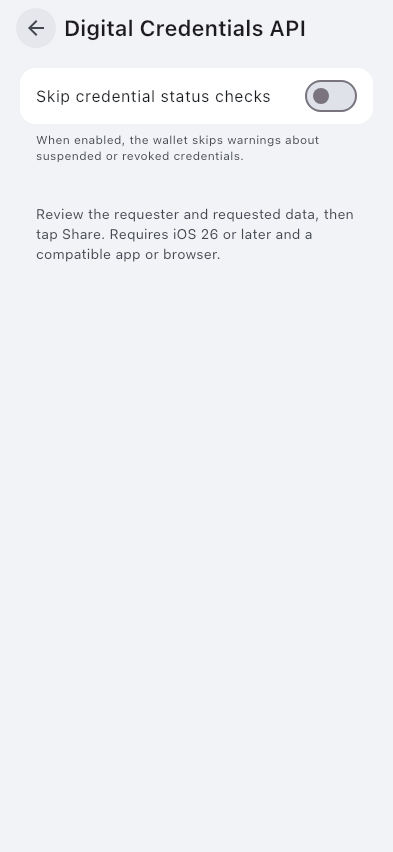 Digital Credentials API
Skip credential status checks
When enabled, the wallet skips warnings about
suspended or revoked credentials.
Review the requester and requested data, then
tap Share. Requires iOS 26 or later and a
compatible app or browser.